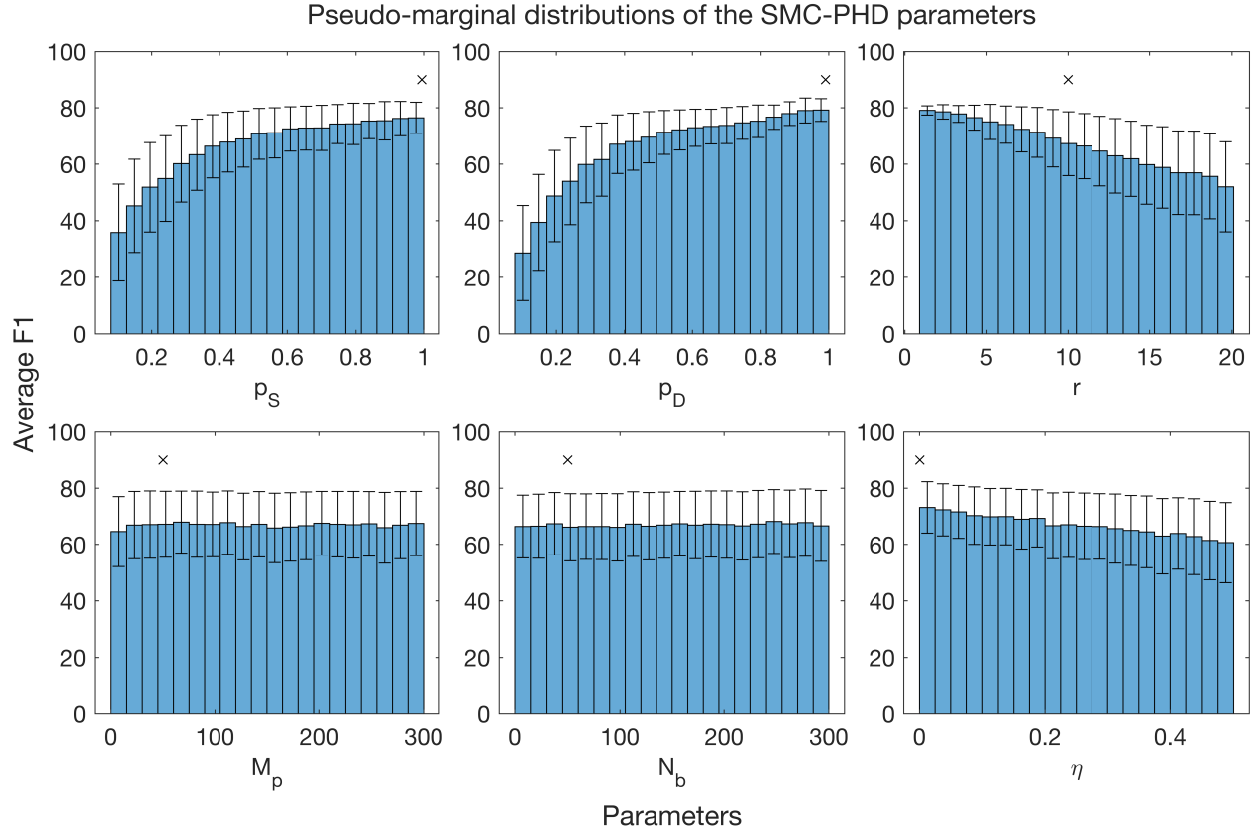 Pseudo-marginal distributions of the SMC-PHD parameters
Average F1
100
80
60
40
20
0
0.2 0.4 0.6 0.8 1
p_S
100
80
60
40
20
0
0.2 0.4 0.6 0.8 1
p_D
100
80
60
40
20
0
0 5 10 15 20
r
100
80
60
40
20
0
0 100 200 300
M_p
100
80
60
40
20
0
0 100 200 300
N_b
100
80
60
40
20
0
0 0.2 0.4
η
Parameters